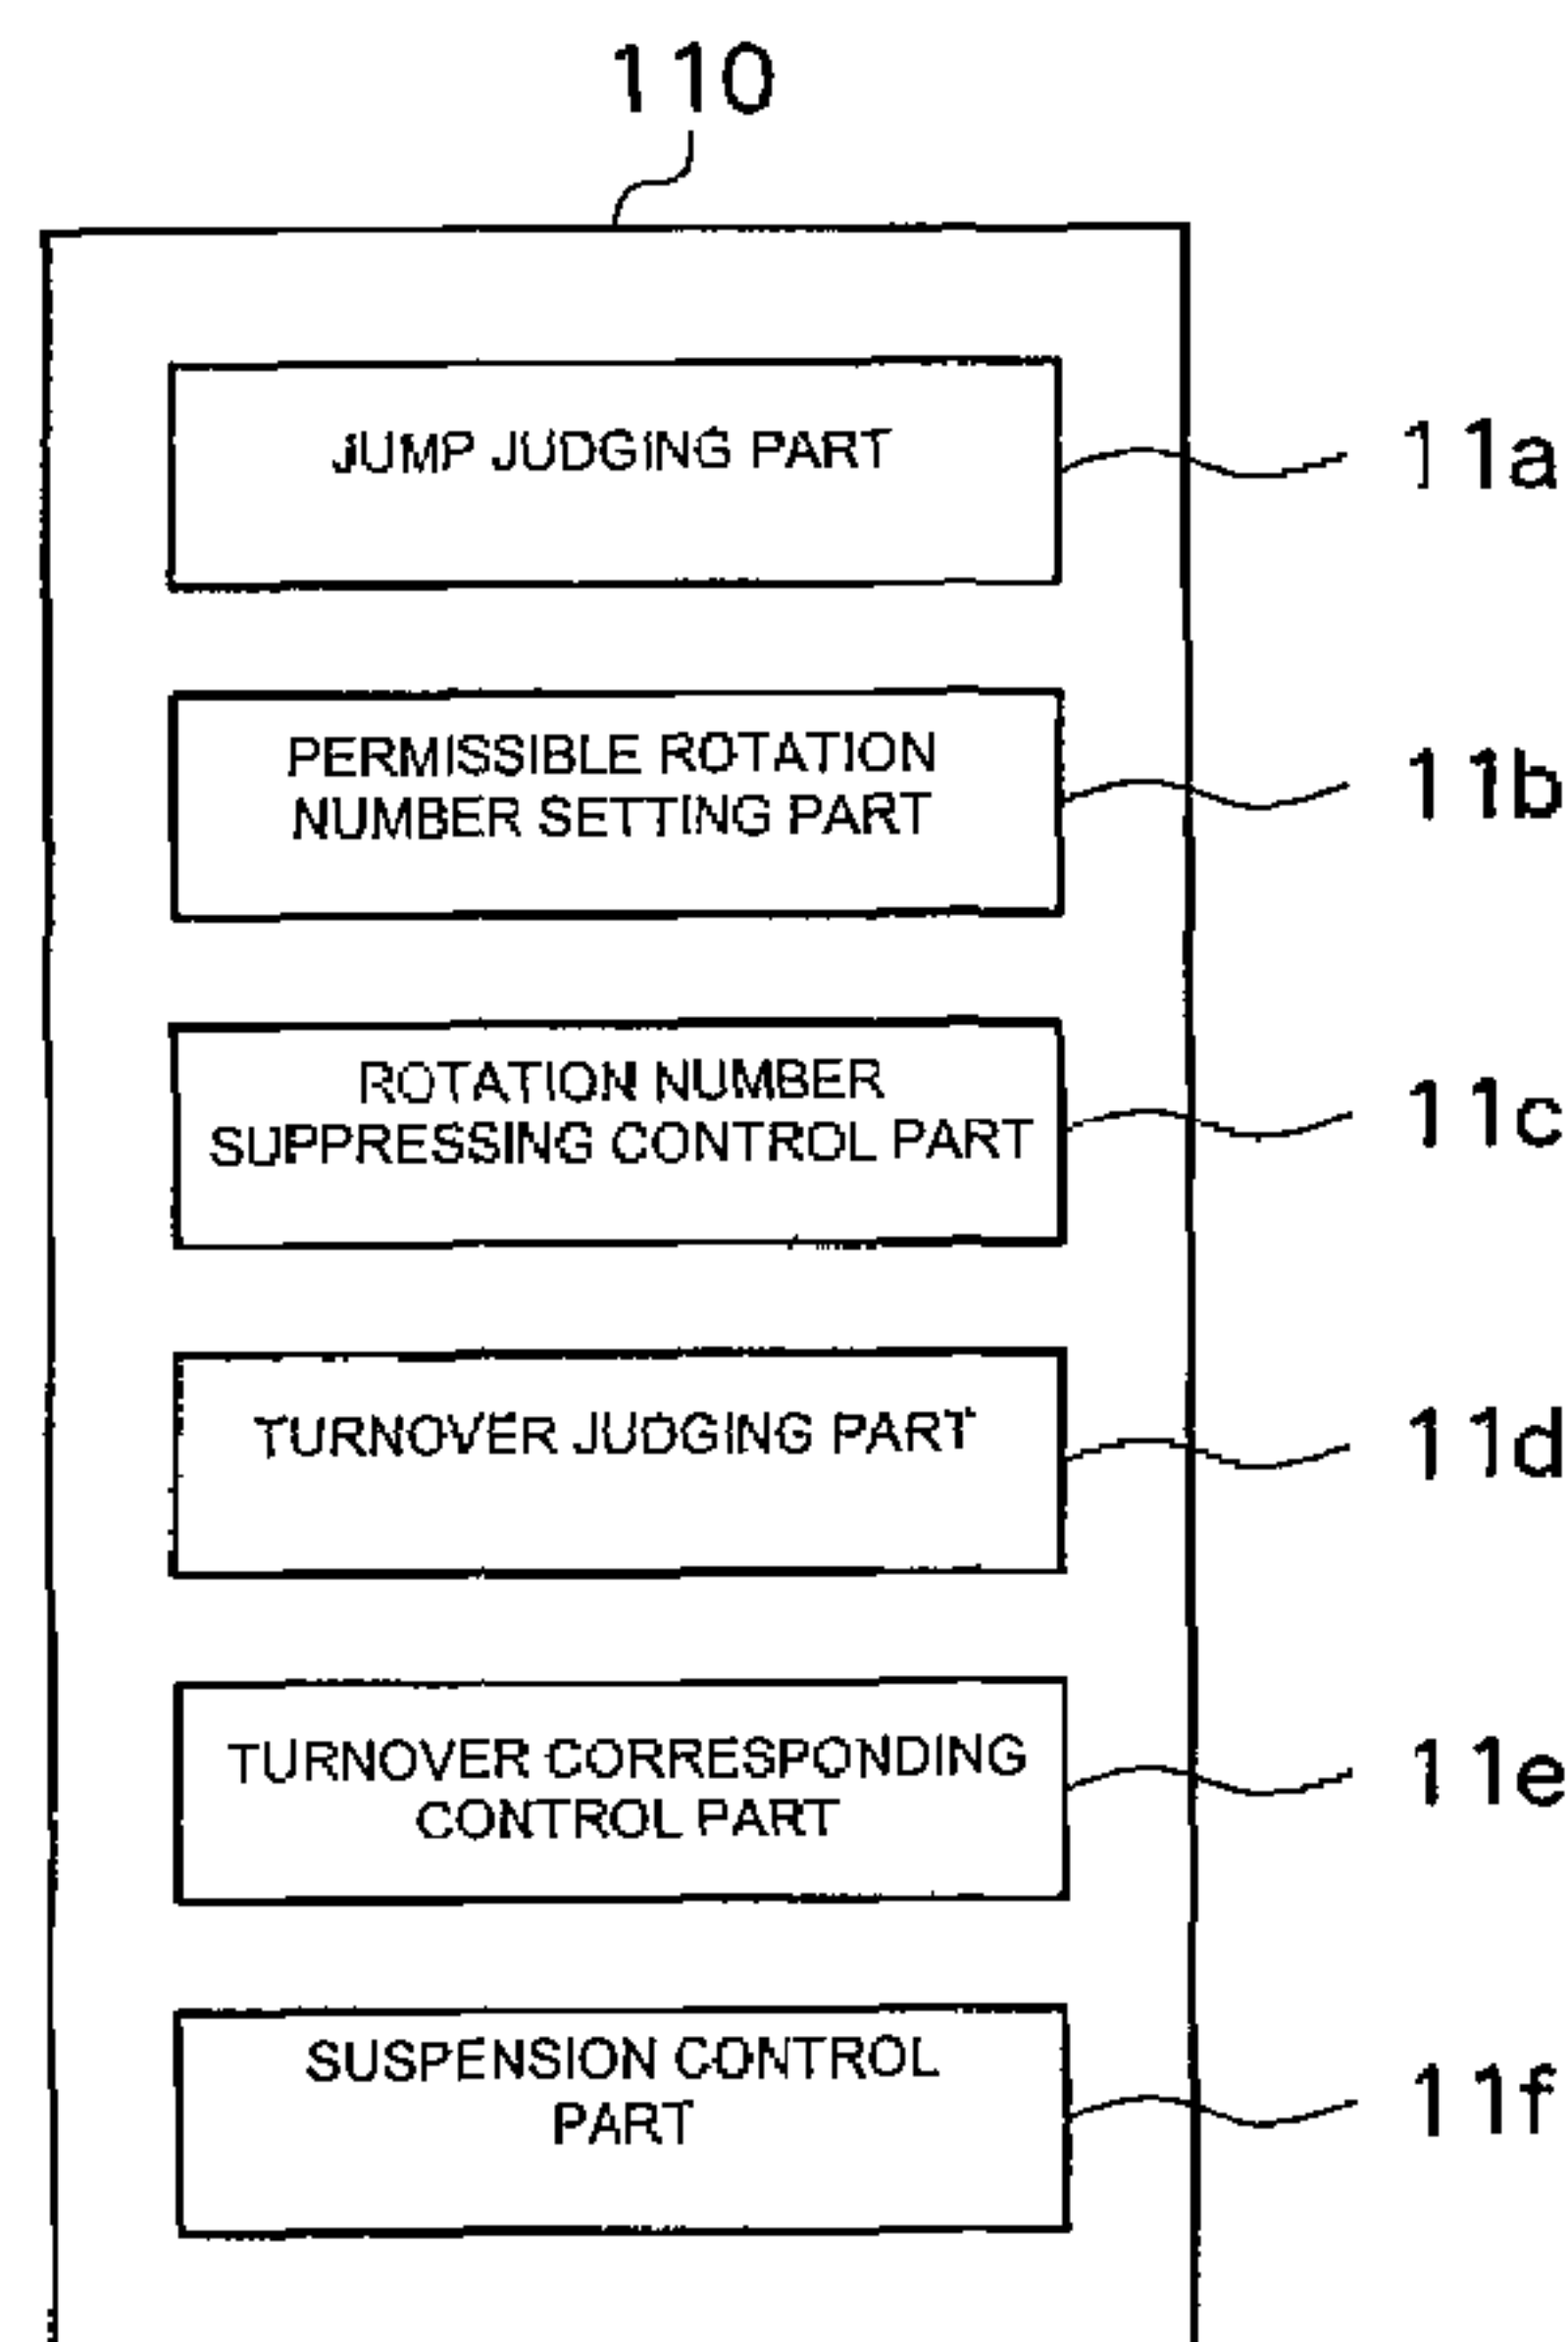 110
JUMP JUDGING PART
11a
PERMISSIBLE ROTATION
NUMBER SETTING PART
11b
ROTATION NUMBER
SUPPRESSING CONTROL PART
11c
TURNOVER JUDGING PART
11d
TURNOVER CORRESPONDING
CONTROL PART
11e
SUSPENSION CONTROL
PART
11f